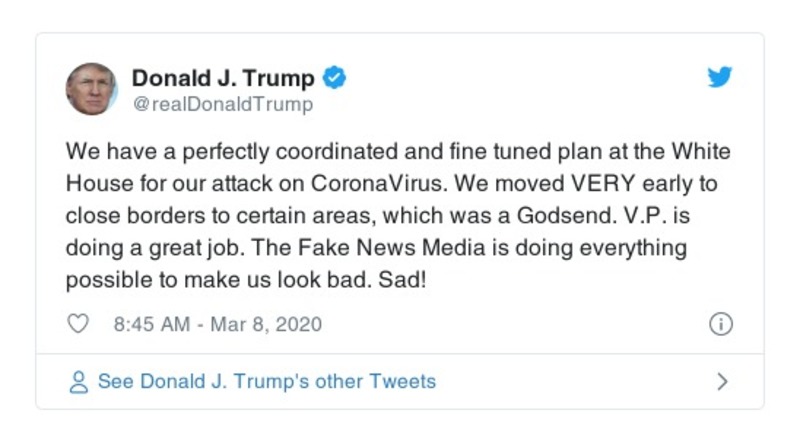 Donald J. Trump
@realDonaldTrump
We have a perfectly coordinated and fine tuned plan at the White
House for our attack on CoronaVirus. We moved VERY early to
close borders to certain areas, which was a Godsend. V.P. is
doing a great job. The Fake News Media is doing everything
possible to make us look bad. Sad!
8:45 AM - Mar 8, 2020
See Donald J. Trump's other Tweets